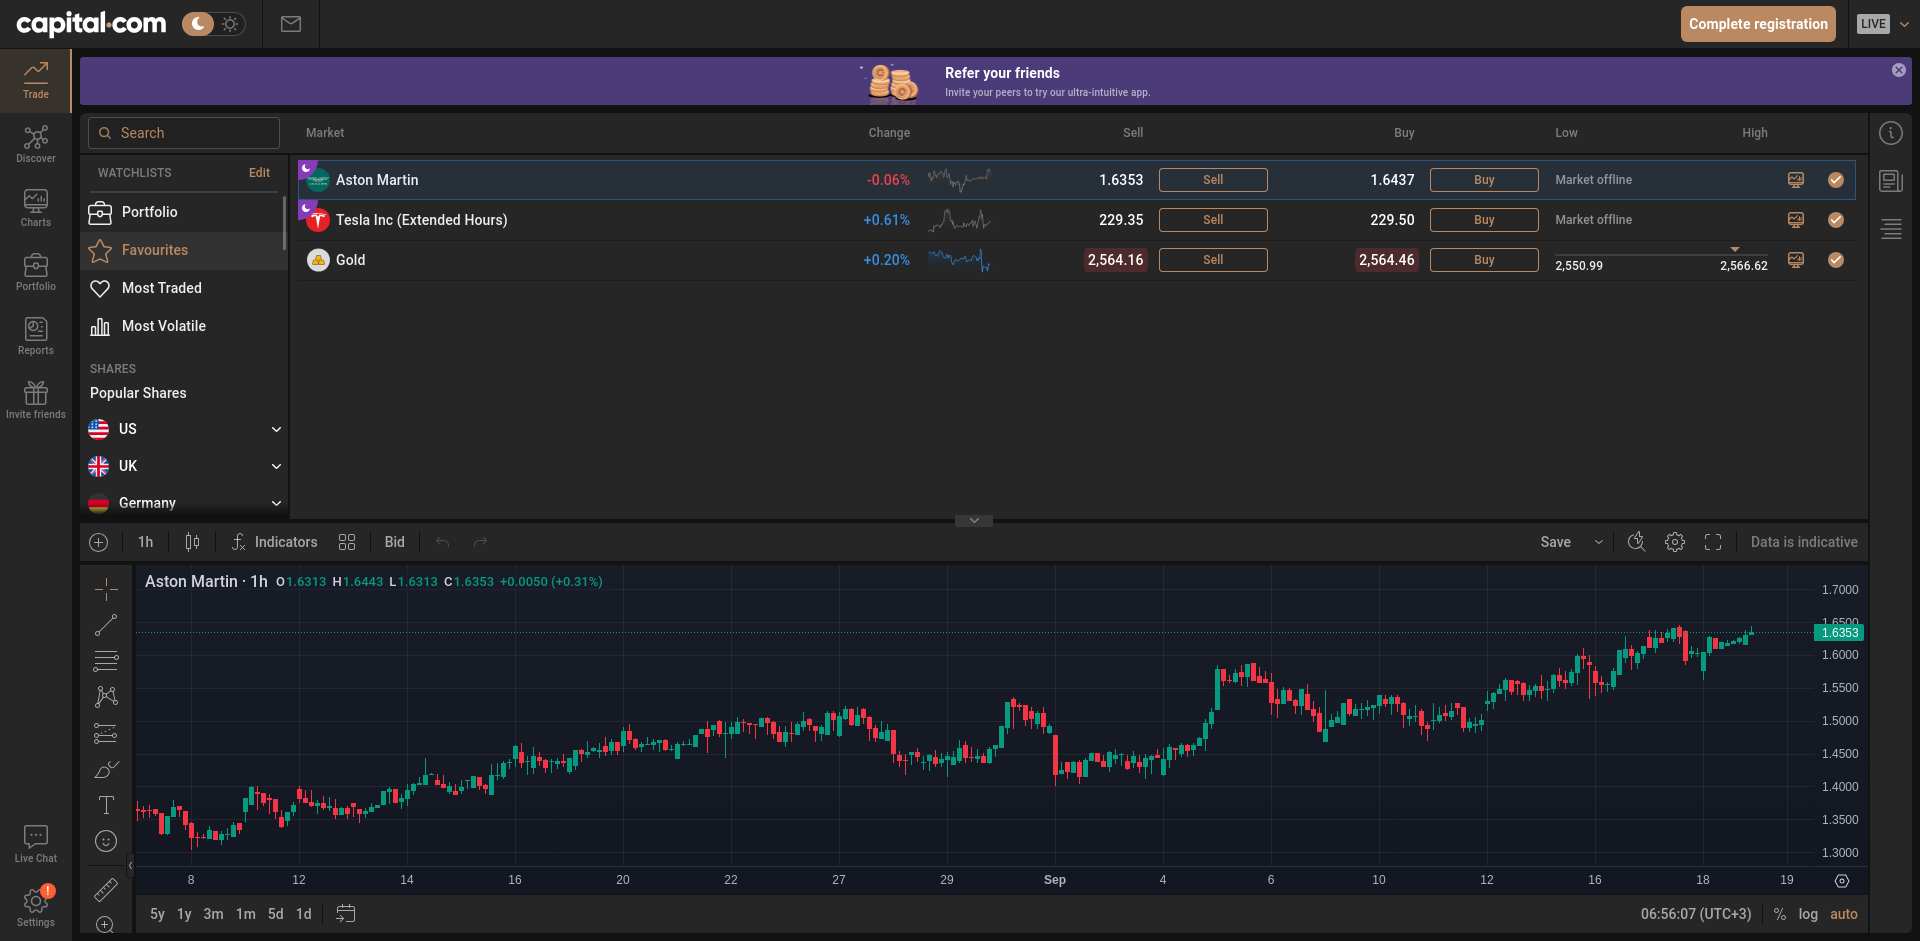 capital.com
Complete registration
LIVE
Trade
Discover
Charts
Portfolio
Reports
Invite friends
Live Chat
!
Settings
Refer your friends
Invite your peers to try our ultra-intuitive app.
Search
Market Change Sell Buy Low High
WATCHLISTS Edit
Portfolio
Favourites
Most Traded
Most Volatile
SHARES
Popular Shares
US
UK
Germany
Aston Martin -0.06% 1.6353 Sell 1.6437 Buy Market offline
Tesla Inc (Extended Hours) +0.61% 229.35 Sell 229.50 Buy Market offline
Gold +0.20% 2,564.16 Sell 2,564.46 Buy 2,550.99 2,566.62
1h Indicators Bid Save Data is indicative
Aston Martin · 1h O1.6313 H1.6443 L1.6313 C1.6353 +0.0050 (+0.31%)
1.7000
1.6500
1.6353
1.6000
1.5500
1.5000
1.4500
1.4000
1.3500
1.3000
8 12 14 16 20 22 27 29 Sep 4 6 10 12 16 18 19
5y 1y 3m 1m 5d 1d 06:56:07 (UTC+3) % log auto